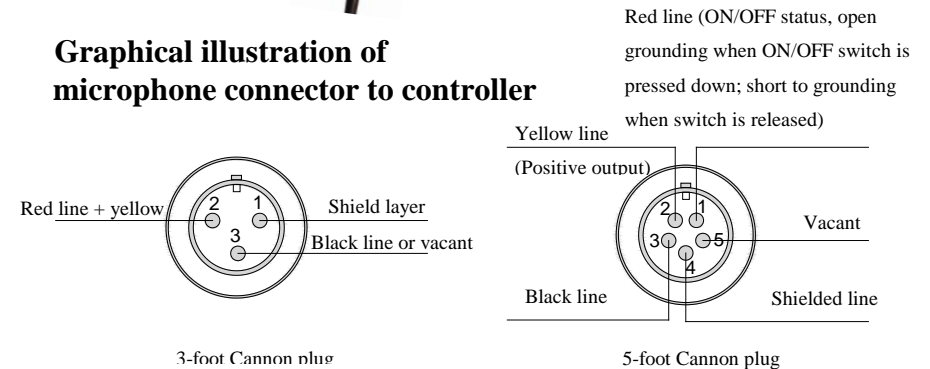 Graphical illustration of
microphone connector to controller
Red line + yellow
2
1
3
Shield layer
Black line or vacant
3-foot Cannon plug
Red line (ON/OFF status, open
grounding when ON/OFF switch is
pressed down; short to grounding
when switch is released)
Yellow line
(Positive output)
2
1
3
5
4
Vacant
Black line
Shielded line
5-foot Cannon plug